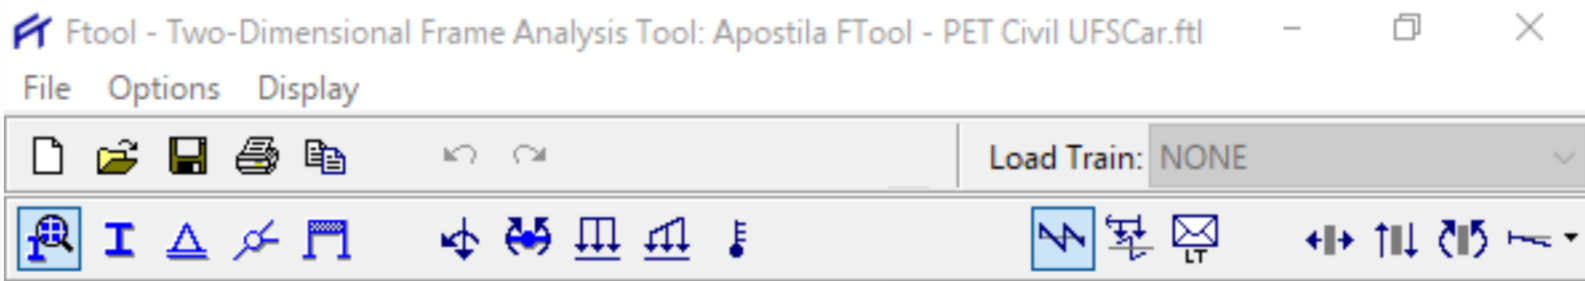 Ftool - Two-Dimensional Frame Analysis Tool: Apostila FTool - PET Civil UFSCar.ftl
File Options Display
Load Train: NONE
LT